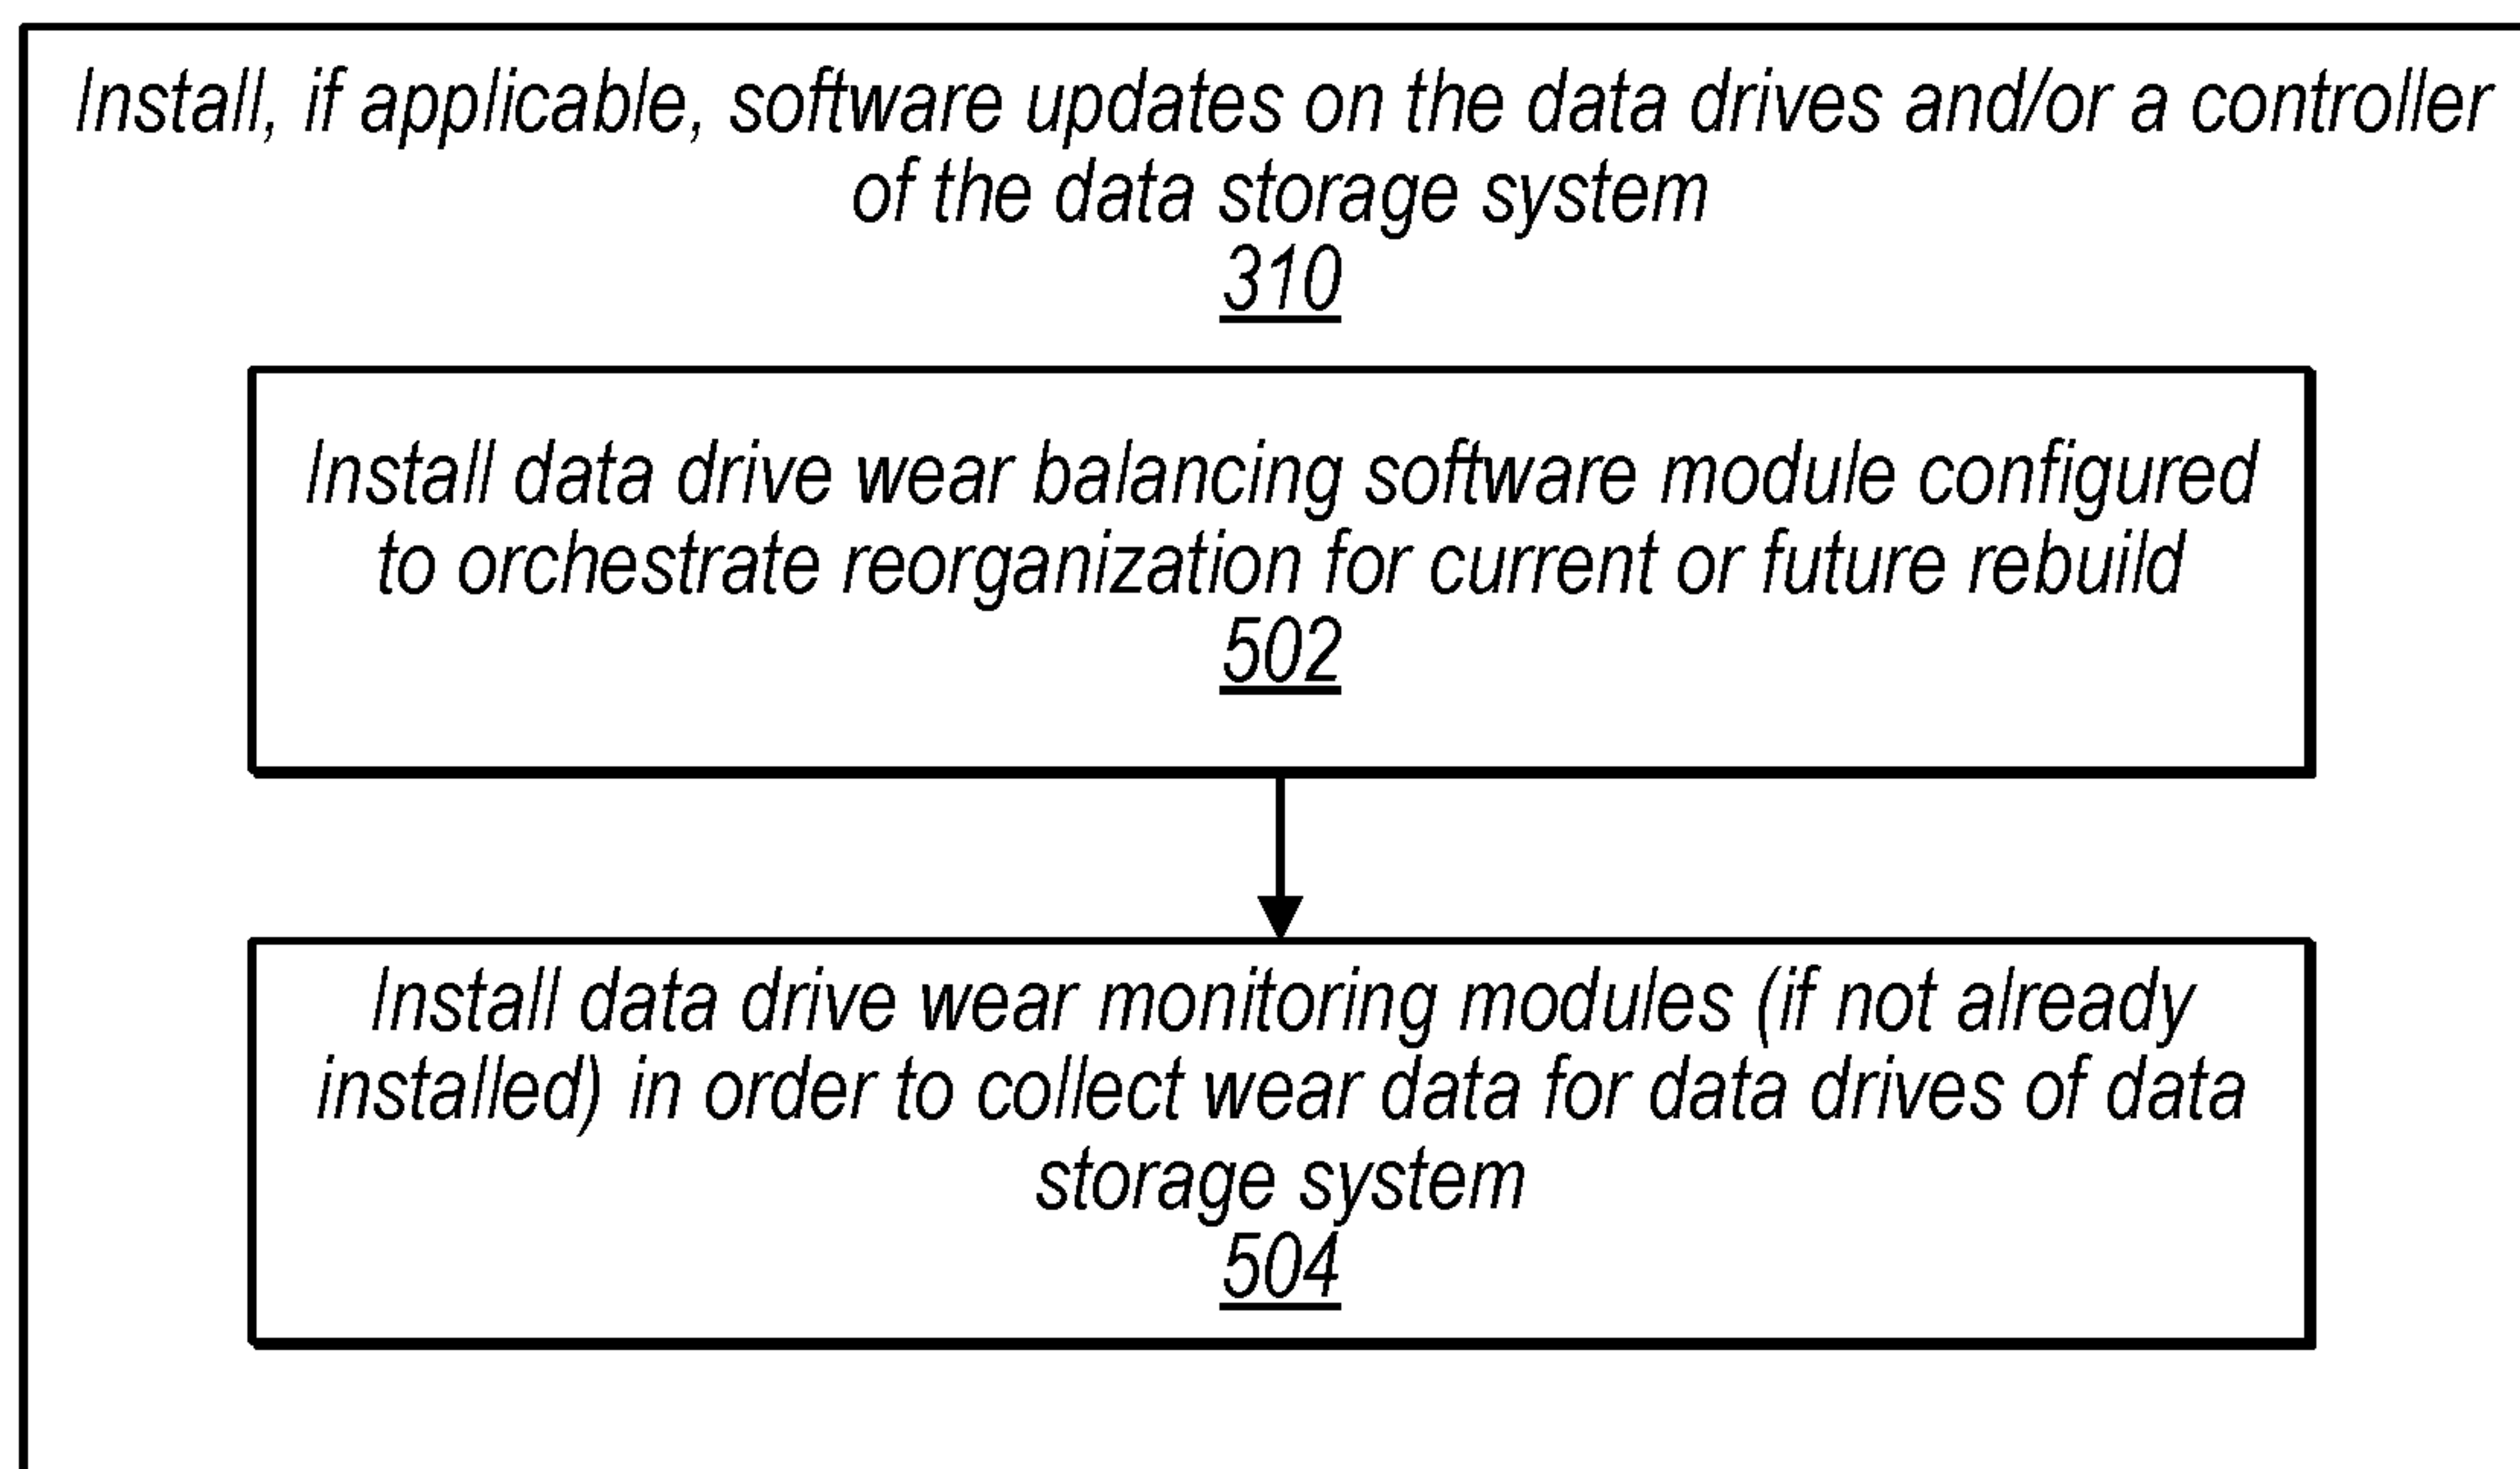 Install, if applicable, software updates on the data drives and/or a controller
of the data storage system
310
Install data drive wear balancing software module configured
to orchestrate reorganization for current or future rebuild
502
Install data drive wear monitoring modules (if not already
installed) in order to collect wear data for data drives of data
storage system
504